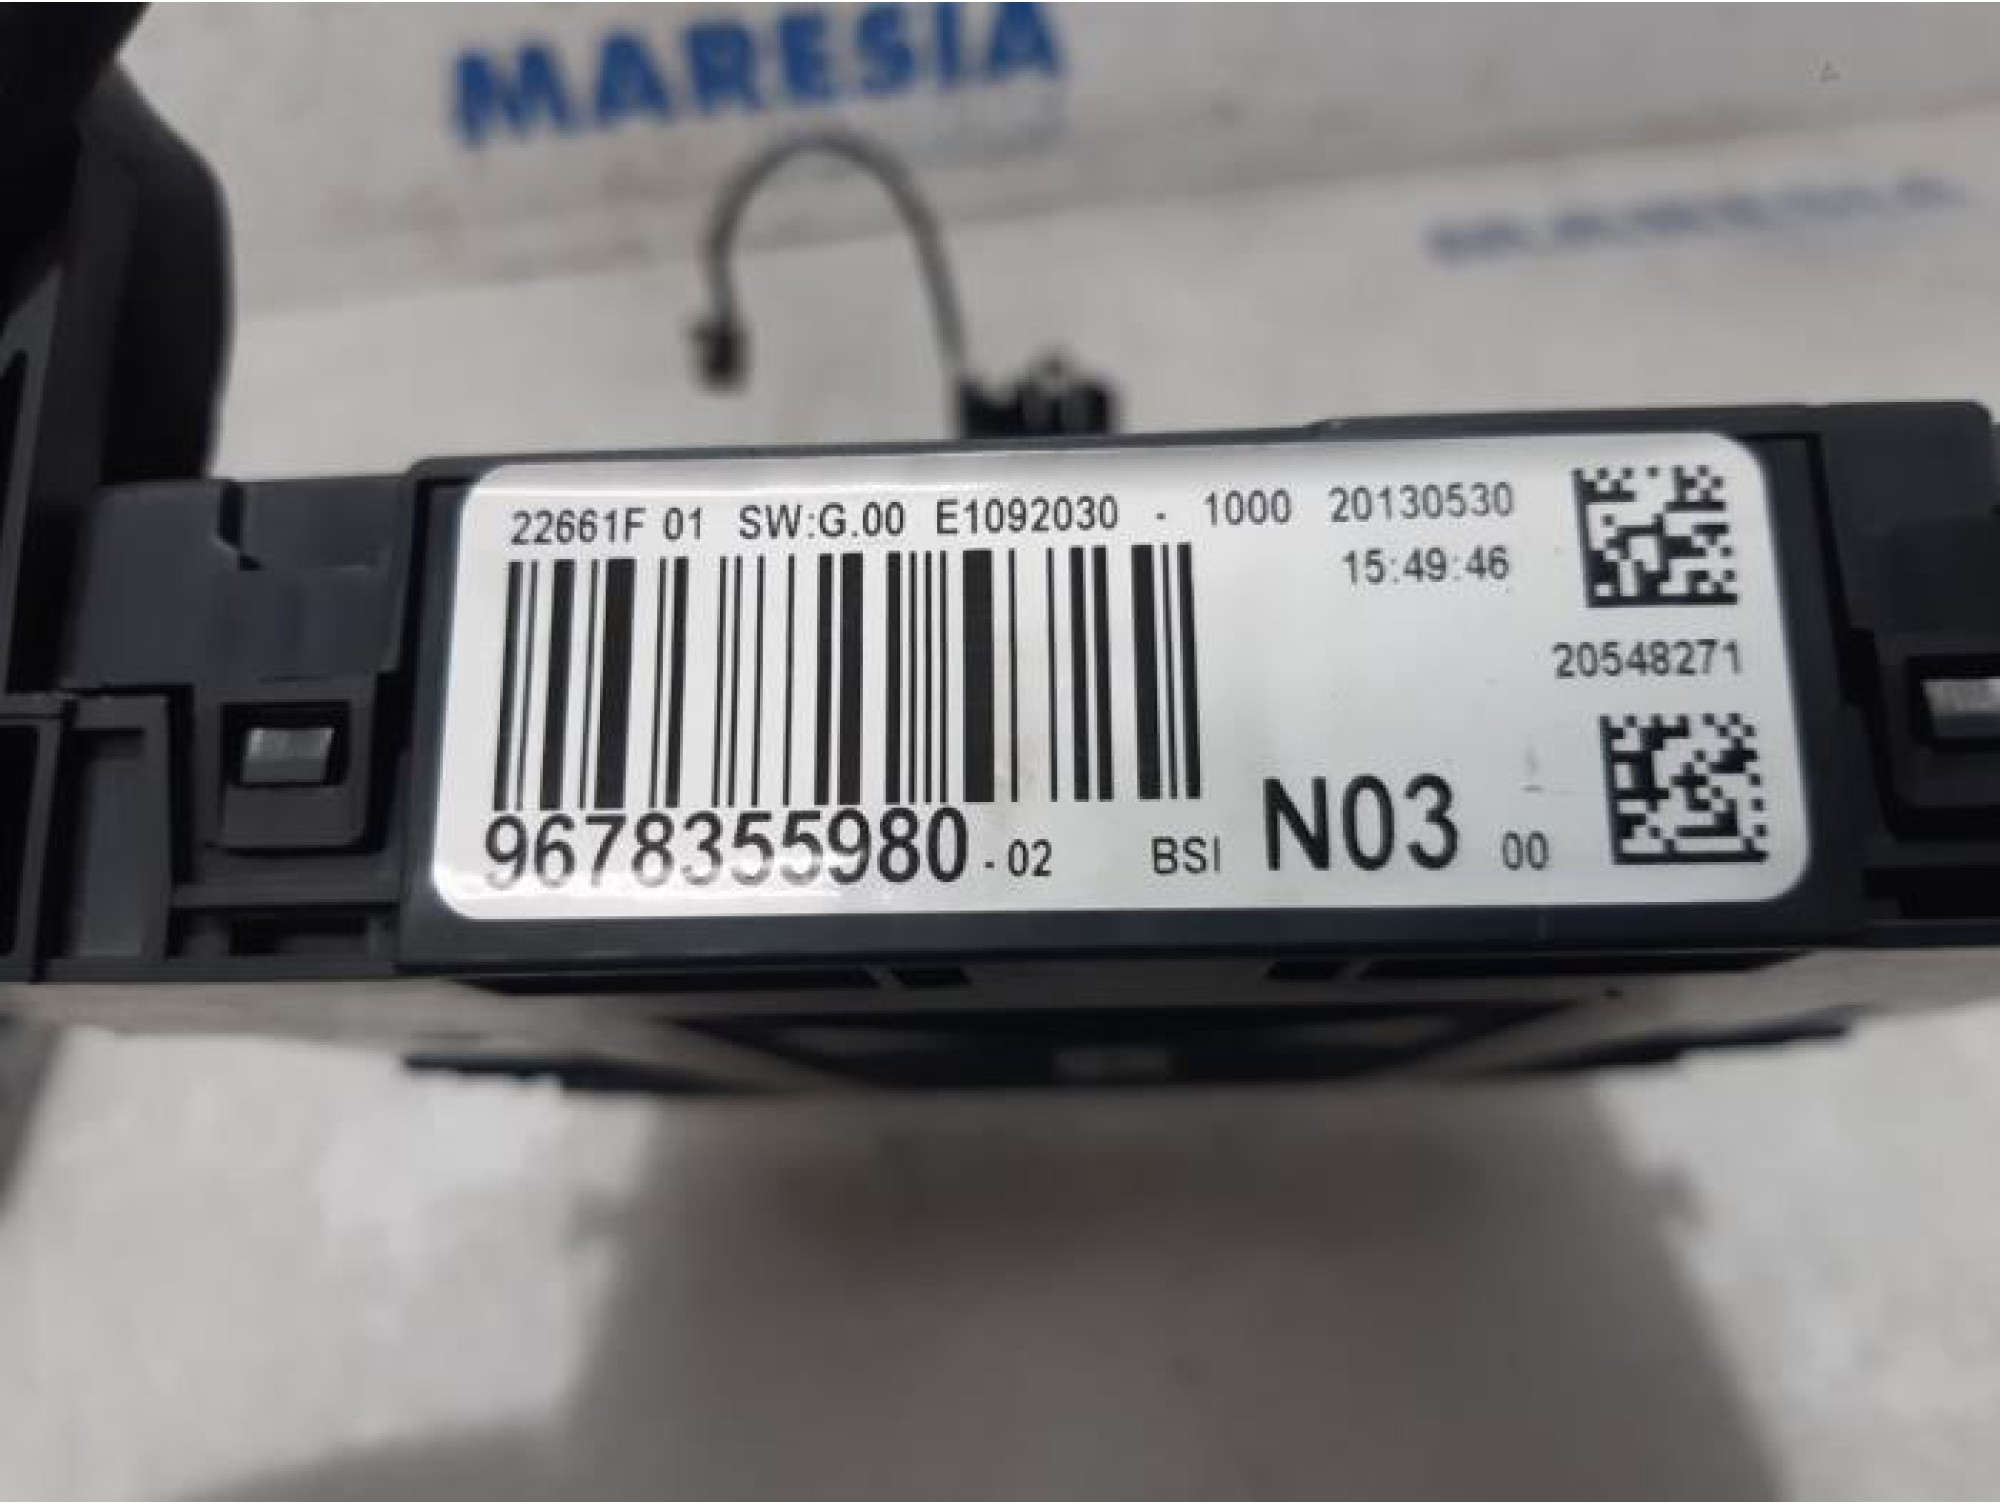 MARESIA
22661F 01 SW:G.00 E1092030 - 1000 20130530
15:49:46
20548271
9678355980 -02 BSI N03 00